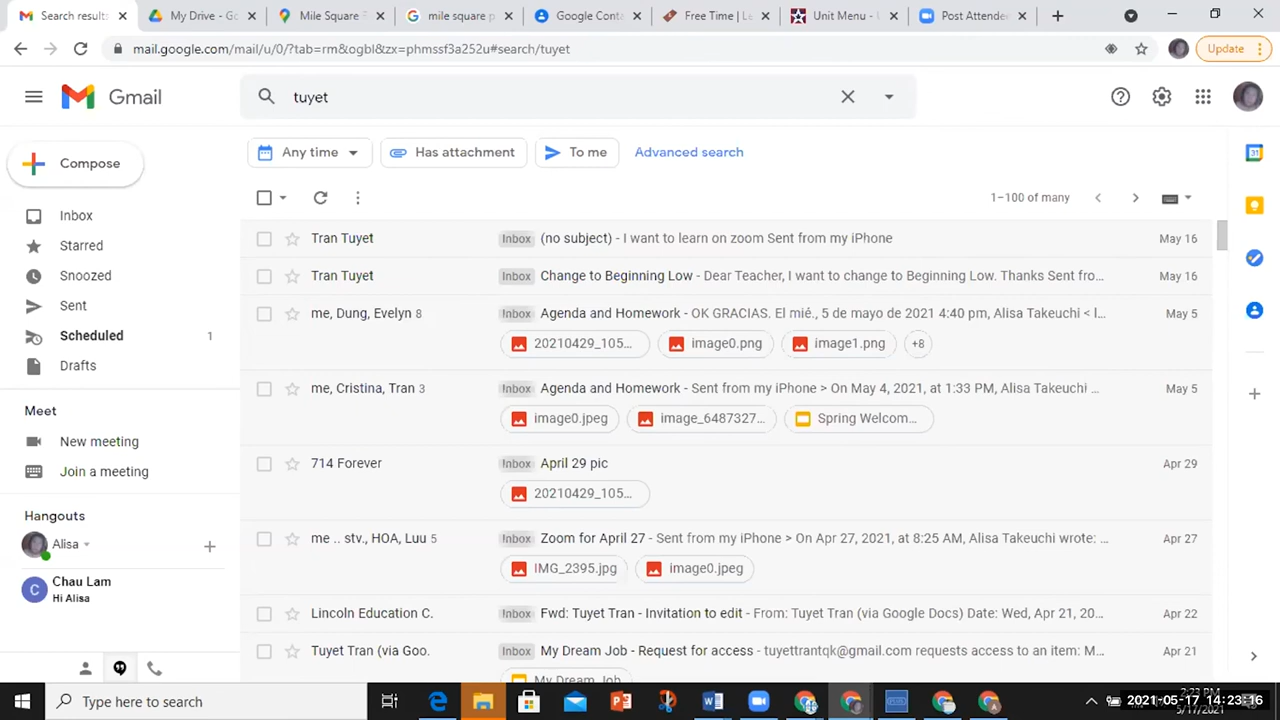 Search results
My Drive - Go
Mile Square
mile square p
Google Conta
Free Time | L
Unit Menu - U
Post Attende
mail.google.com/mail/u/0/?tab=rm&ogbl&zx=phmssf3a252u#search/tuyet
Update
Gmail
tuyet
Compose
Any time
Has attachment
To me
Advanced search
1–100 of many
Inbox
Starred
Snoozed
Sent
Scheduled 1
Drafts
Meet
New meeting
Join a meeting
Hangouts
Alisa
C
Chau Lam
Hi Alisa
Tran Tuyet Inbox (no subject) - I want to learn on zoom Sent from my iPhone May 16
Tran Tuyet Inbox Change to Beginning Low - Dear Teacher, I want to change to Beginning Low. Thanks Sent fro... May 16
me, Dung, Evelyn 8 Inbox Agenda and Homework - OK GRACIAS. El mié., 5 de mayo de 2021 4:40 pm, Alisa Takeuchi < l... May 5
20210429_105... image0.png image1.png +8
me, Cristina, Tran 3 Inbox Agenda and Homework - Sent from my iPhone > On May 4, 2021, at 1:33 PM, Alisa Takeuchi ... May 5
image0.jpeg image_6487327... Spring Welcom...
714 Forever Inbox April 29 pic Apr 29
20210429_105...
me .. stv., HOA, Luu 5 Inbox Zoom for April 27 - Sent from my iPhone > On Apr 27, 2021, at 8:25 AM, Alisa Takeuchi wrote: ... Apr 27
IMG_2395.jpg image0.jpeg
Lincoln Education C. Inbox Fwd: Tuyet Tran - Invitation to edit - From: Tuyet Tran (via Google Docs) Date: Wed, Apr 21, 20... Apr 22
Tuyet Tran (via Goo. Inbox My Dream Job - Request for access - tuyettrantqk@gmail.com requests access to an item: M... Apr 21
My Dream Job
Type here to search
2:23 PM
2021-05-17 14:23:16
5/17/2021